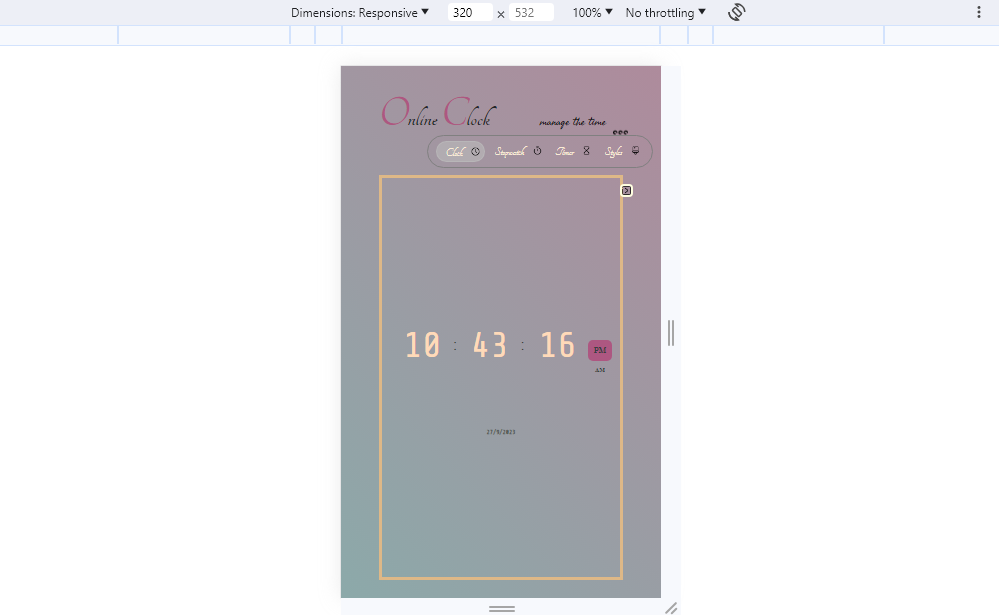 Dimensions: Responsive 320 x 532 100% No throttling
Online Clock manage the time
Clock Stopwatch Timer Styles
10 : 43 : 16 PM
AM
27/9/2023